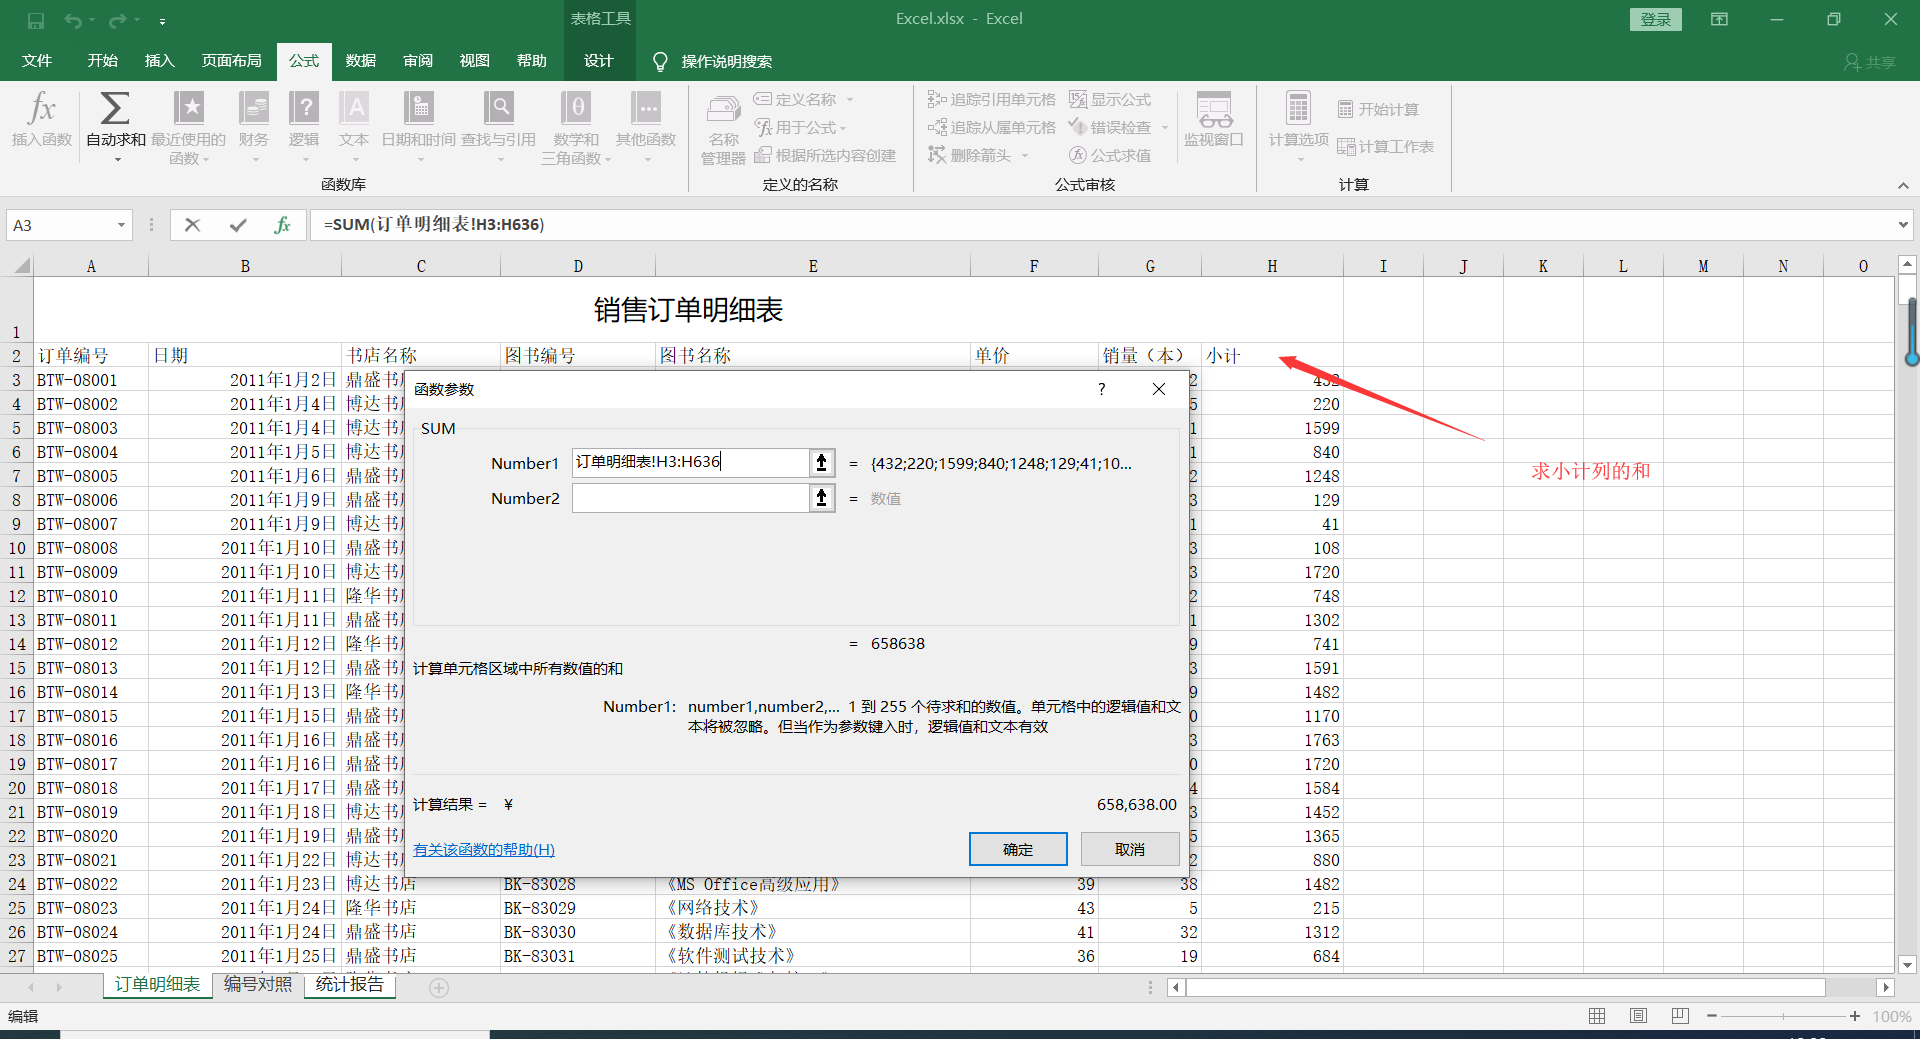 表格工具
Excel.xlsx - Excel
登录
文件 开始 插入 页面布局 公式 数据 审阅 视图 帮助 设计 操作说明搜索 共享
fx Σ ★ ? A θ ...
插入函数 自动求和 最近使用的函数 财务 逻辑 文本 日期和时间 查找与引用 数学和三角函数 其他函数
函数库
名称管理器 定义名称 用于公式 根据所选内容创建
定义的名称
追踪引用单元格 显示公式
追踪从属单元格 错误检查
删除箭头 公式求值
监视窗口
公式审核
计算选项 开始计算 计算工作表
计算
A3 fx =SUM(订单明细表!H3:H636)
A B C D E F G H I J K L M N O
1 销售订单明细表
2 订单编号 日期 书店名称 图书编号 图书名称 单价 销量（本） 小计
3 BTW-08001 2011年1月2日 鼎盛书 2 432
4 BTW-08002 2011年1月4日 博达书 5 220
5 BTW-08003 2011年1月4日 博达书 1 1599
6 BTW-08004 2011年1月5日 博达书 1 840
7 BTW-08005 2011年1月6日 鼎盛书 2 1248
8 BTW-08006 2011年1月9日 鼎盛书 3 129
9 BTW-08007 2011年1月9日 博达书 1 41
10 BTW-08008 2011年1月10日 鼎盛书 3 108
11 BTW-08009 2011年1月10日 博达书 3 1720
12 BTW-08010 2011年1月11日 隆华书 2 748
13 BTW-08011 2011年1月11日 鼎盛书 1 1302
14 BTW-08012 2011年1月12日 隆华书 9 741
15 BTW-08013 2011年1月12日 鼎盛书 3 1591
16 BTW-08014 2011年1月13日 隆华书 9 1482
17 BTW-08015 2011年1月15日 鼎盛书 0 1170
18 BTW-08016 2011年1月16日 鼎盛书 3 1763
19 BTW-08017 2011年1月16日 鼎盛书 0 1720
20 BTW-08018 2011年1月17日 鼎盛书 4 1584
21 BTW-08019 2011年1月18日 博达书 3 1452
22 BTW-08020 2011年1月19日 鼎盛书 5 1365
23 BTW-08021 2011年1月22日 博达书 2 880
24 BTW-08022 2011年1月23日 博达书店 BK-83028 《MS Office高级应用》 39 38 1482
25 BTW-08023 2011年1月24日 隆华书店 BK-83029 《网络技术》 43 5 215
26 BTW-08024 2011年1月24日 鼎盛书店 BK-83030 《数据库技术》 41 32 1312
27 BTW-08025 2011年1月25日 鼎盛书店 BK-83031 《软件测试技术》 36 19 684
函数参数 ?
SUM
Number1 订单明细表!H3:H636 = {432;220;1599;840;1248;129;41;10...
Number2 = 数值
= 658638
计算单元格区域中所有数值的和
Number1: number1,number2,... 1 到 255 个待求和的数值。单元格中的逻辑值和文
本将被忽略。但当作为参数键入时，逻辑值和文本有效
计算结果 = ¥ 658,638.00
有关该函数的帮助(H)
确定 取消
求小计列的和
订单明细表 编号对照 统计报告
编辑 100%